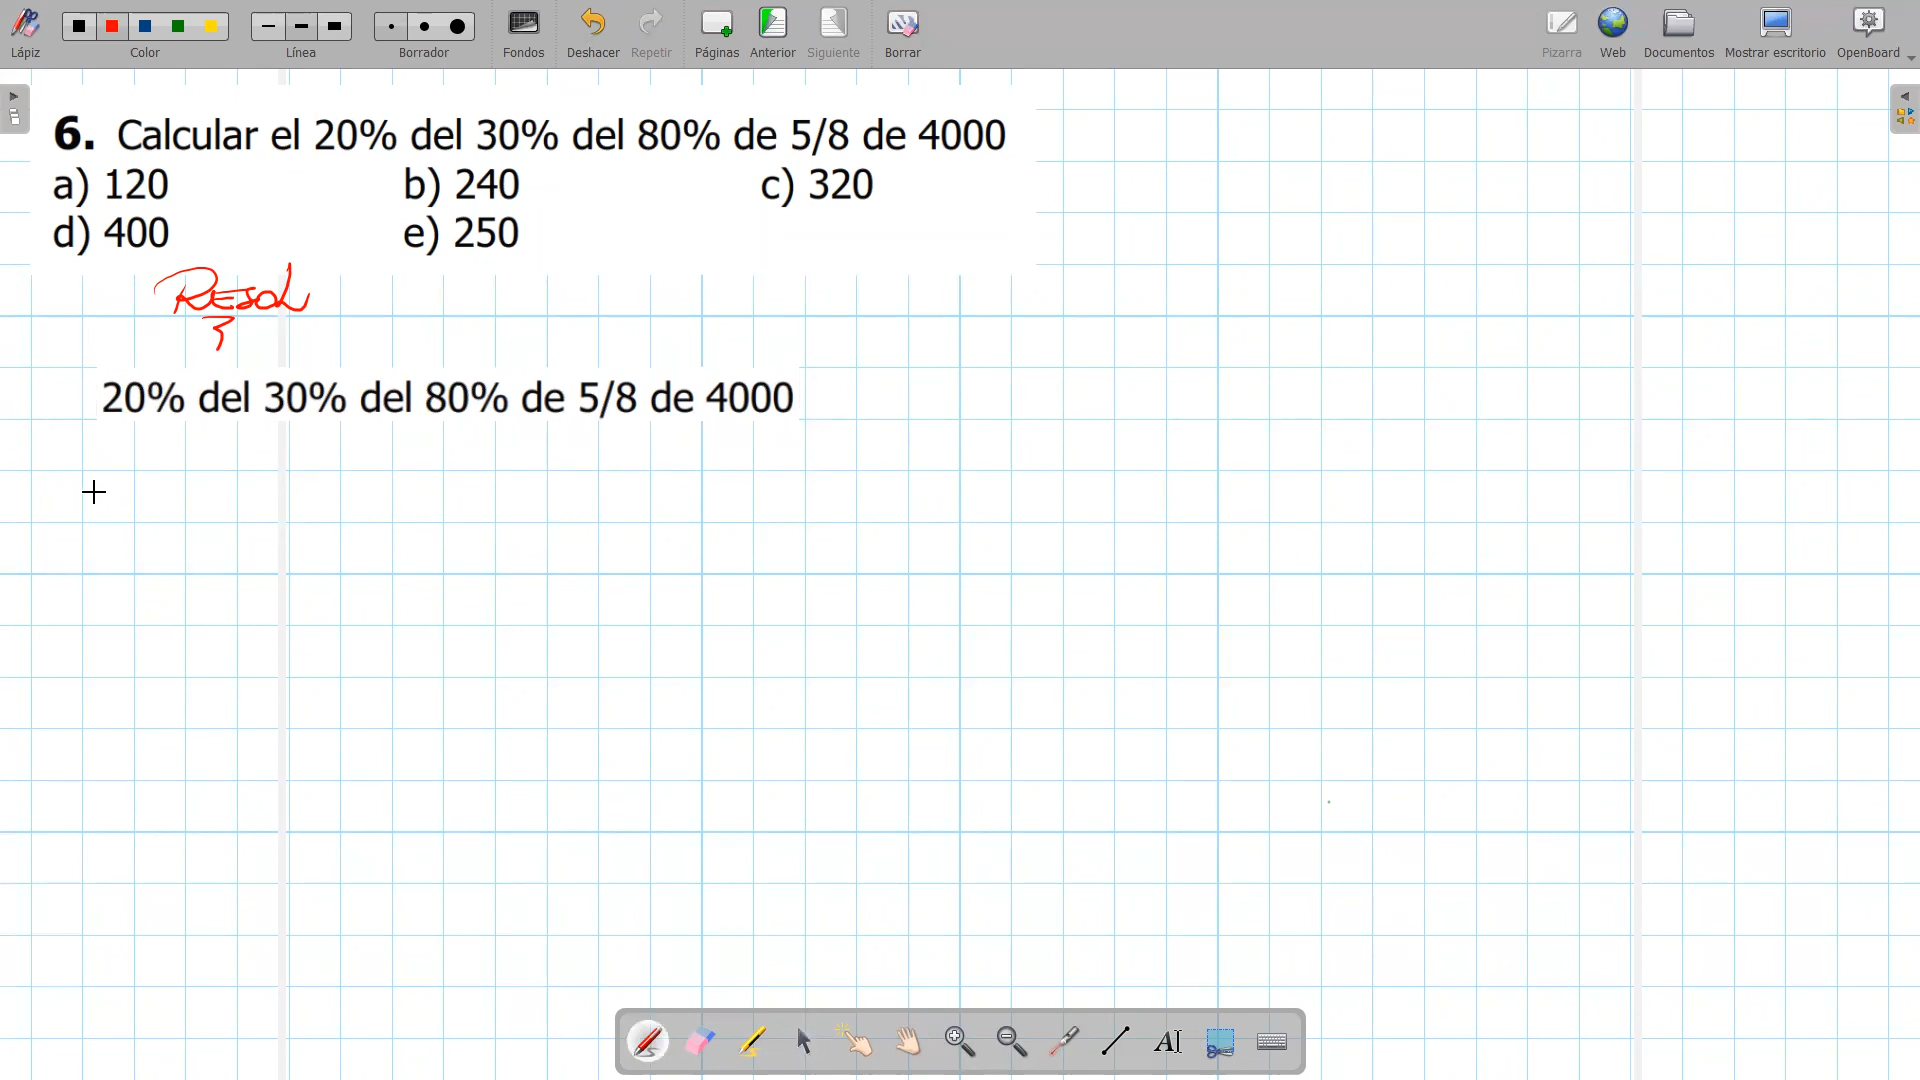 Lápiz Color Línea Borrador Fondos Deshacer Repetir Páginas Anterior Siguiente Borrar Pizarra Web Documentos Mostrar escritorio OpenBoard
6. Calcular el 20% del 30% del 80% de 5/8 de 4000
a) 120 b) 240 c) 320
d) 400 e) 250
RESOL
20% del 30% del 80% de 5/8 de 4000